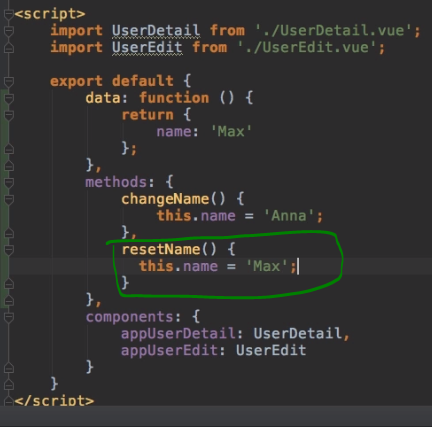 <script>
import UserDetail from './UserDetail.vue';
import UserEdit from './UserEdit.vue';
export default {
data: function () {
return {
name: 'Max'
};
},
methods: {
changeName() {
this.name = 'Anna';
},
resetName() {
this.name = 'Max';
}
},
components: {
appUserDetail: UserDetail,
appUserEdit: UserEdit
}
}
</script>